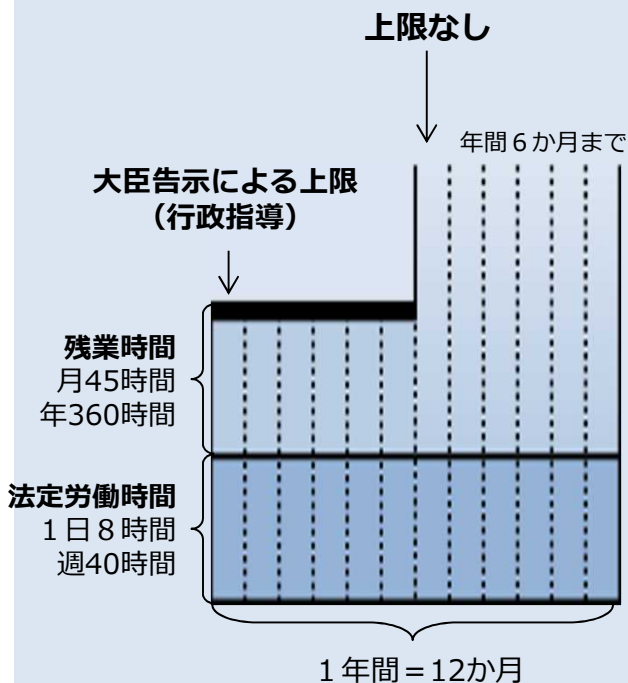 上限なし
年間６か月まで
大臣告示による上限
（行政指導）
残業時間
月45時間
年360時間
法定労働時間
１日８時間
週40時間
１年間＝12か月